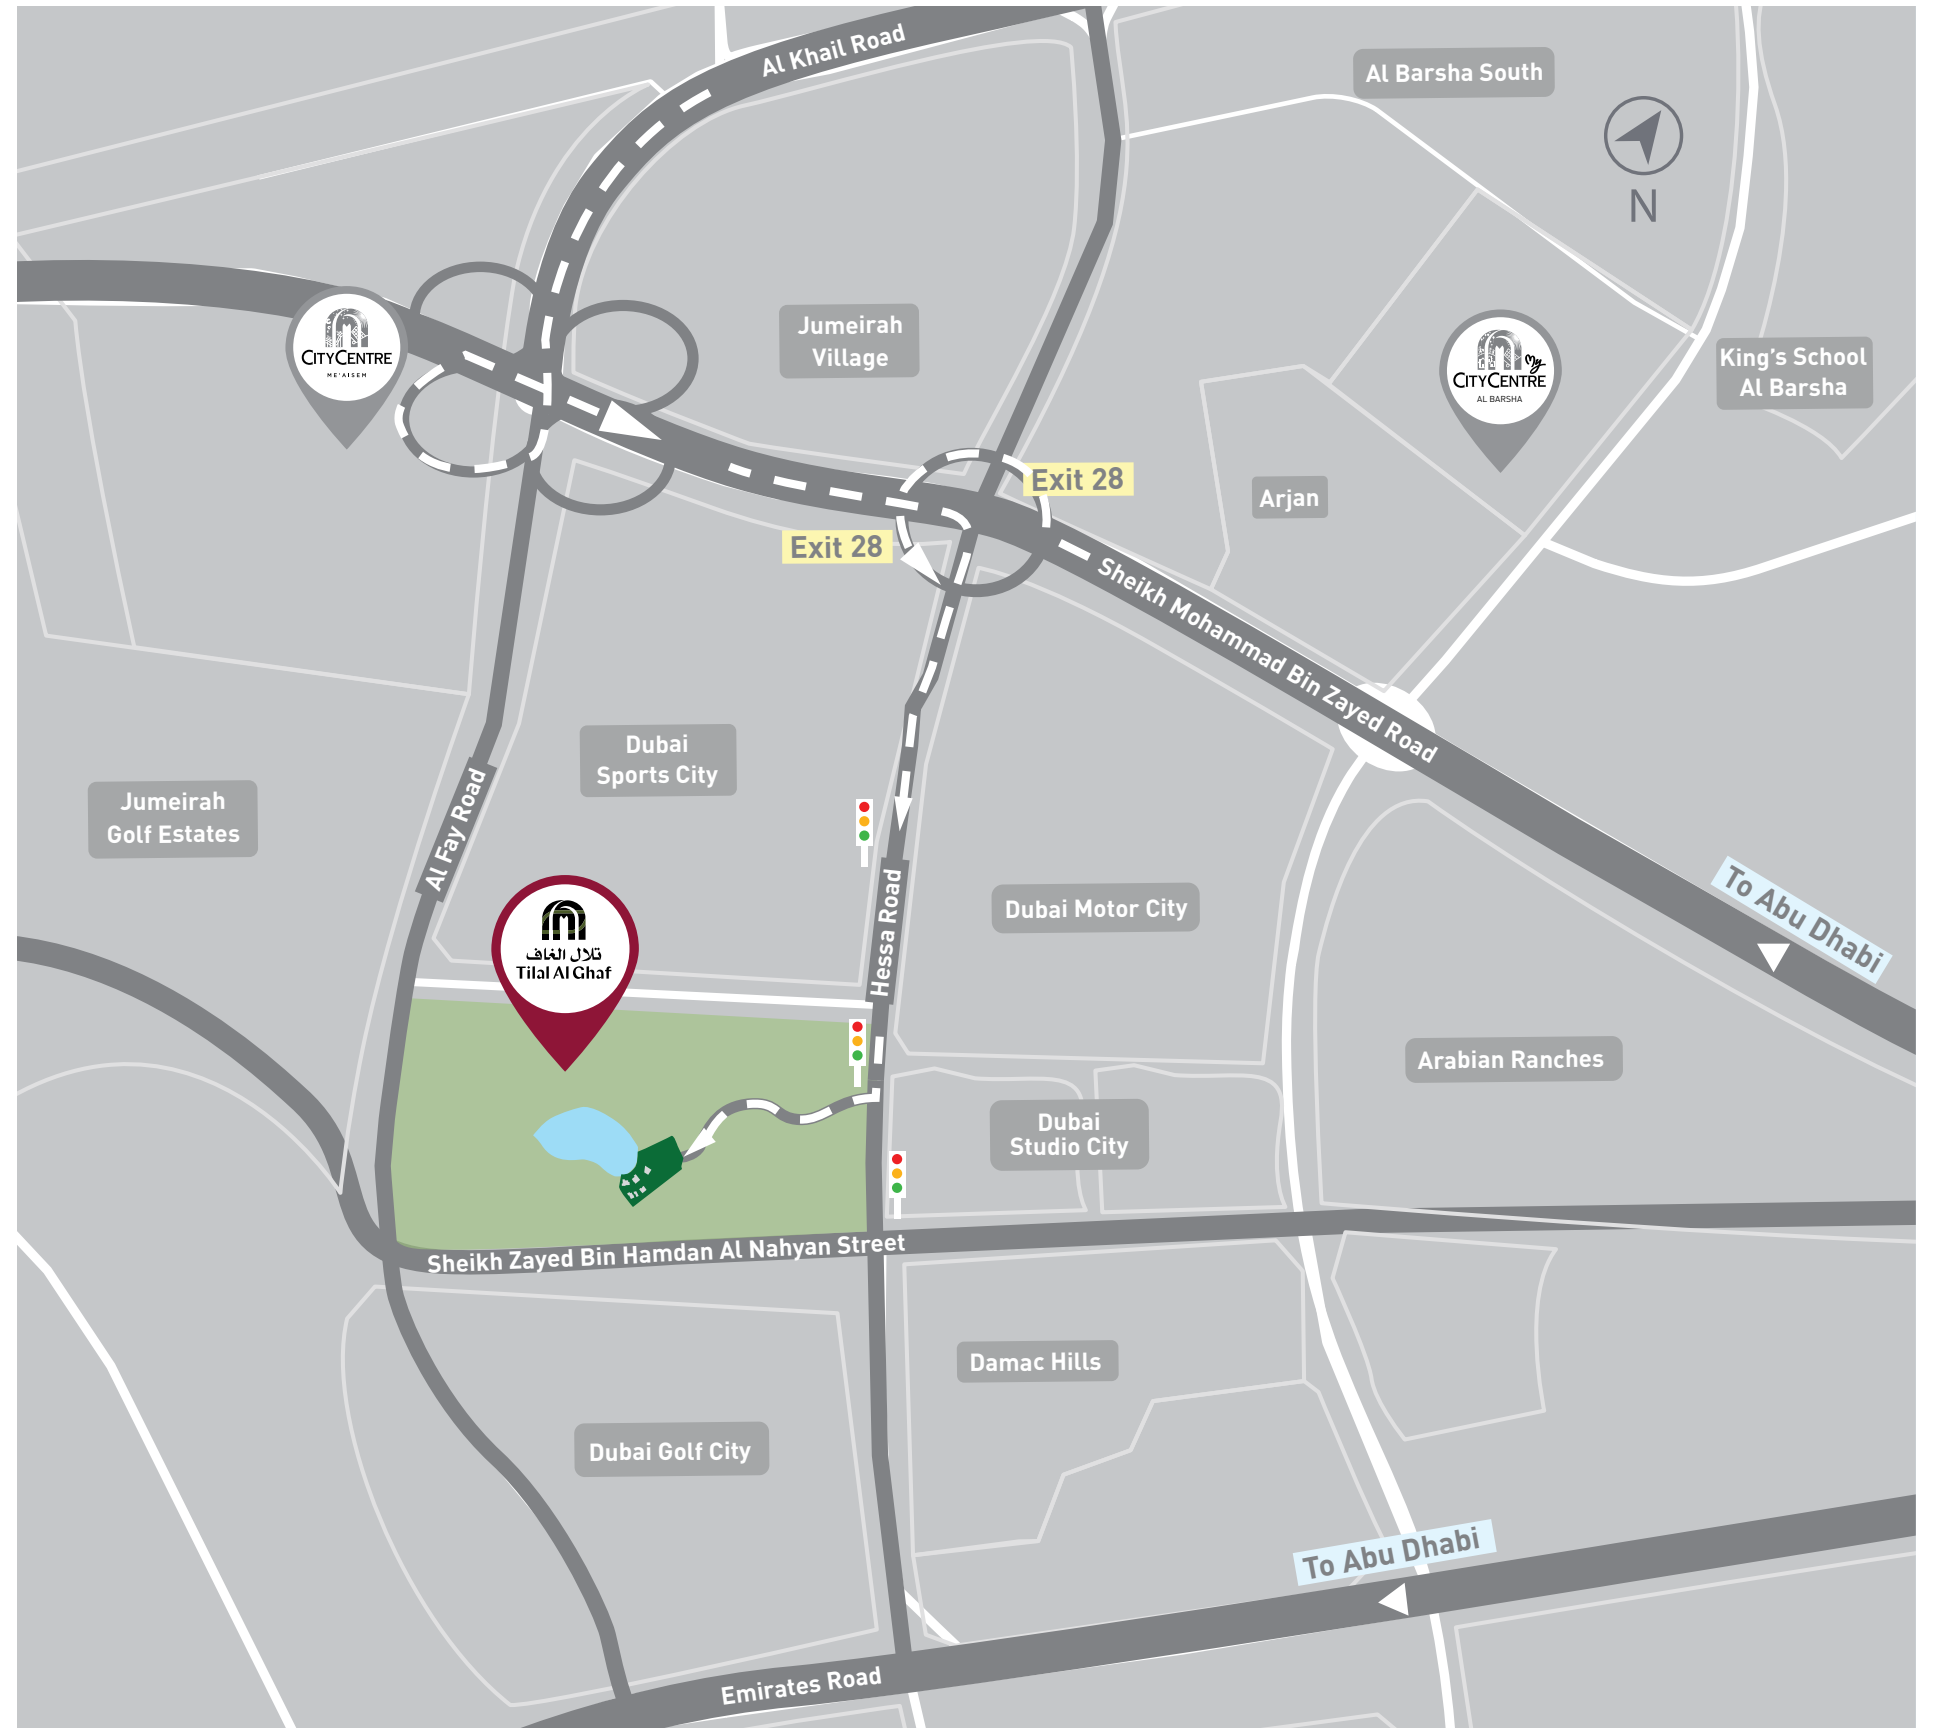 Al Khail Road
Al Barsha South
N
Jumeirah
Village
CITY CENTRE
ME'AISEM
My
CITY CENTRE
AL BARSHA
King's School
Al Barsha
Exit 28
Arjan
Exit 28
Sheikh Mohammad Bin Zayed Road
Dubai
Sports City
Jumeirah
Golf Estates
Al Fay Road
Hessa Road
Dubai Motor City
To Abu Dhabi
تلال الغاف
Tilal Al Ghaf
Arabian Ranches
Dubai
Studio City
Sheikh Zayed Bin Hamdan Al Nahyan Street
Damac Hills
Dubai Golf City
To Abu Dhabi
Emirates Road